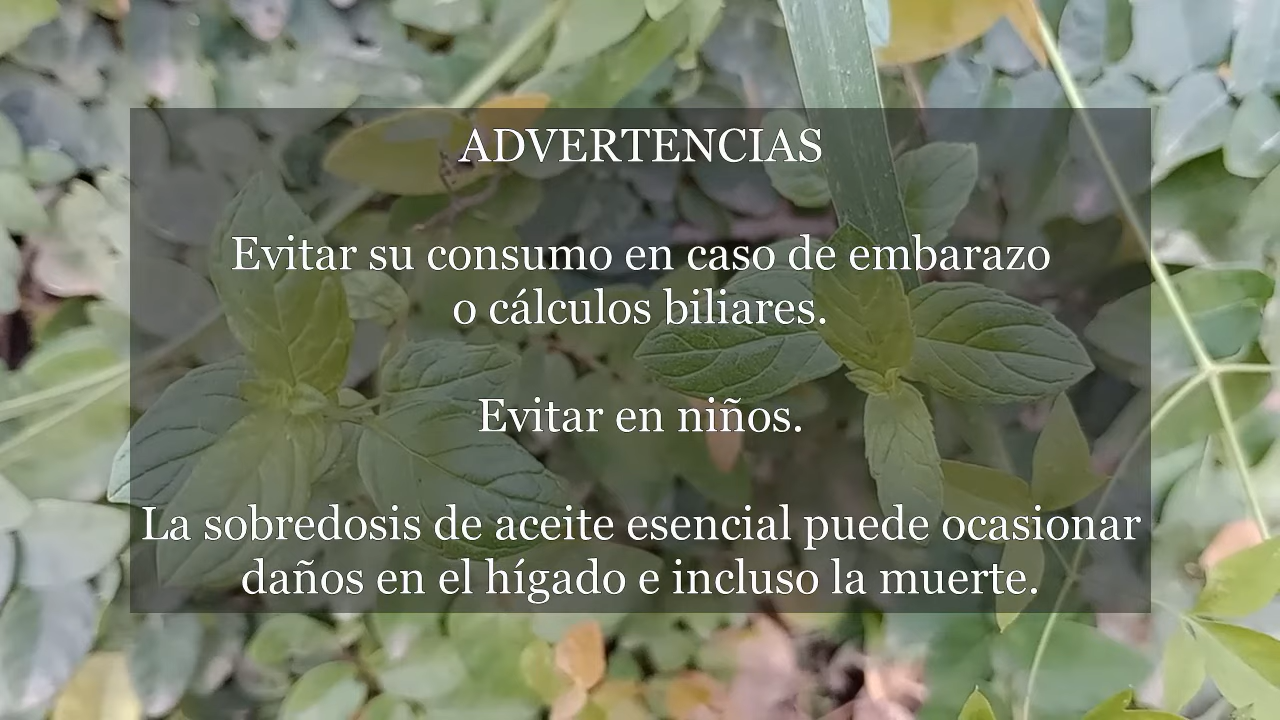 ADVERTENCIAS
Evitar su consumo en caso de embarazo
o cálculos biliares.
Evitar en niños.
La sobredosis de aceite esencial puede ocasionar
daños en el hígado e incluso la muerte.